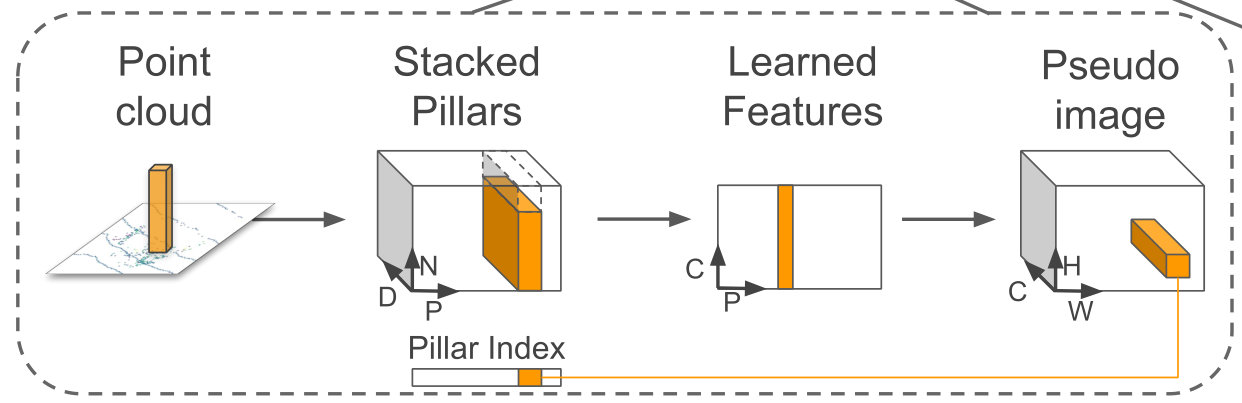 Point
cloud
Stacked
Pillars
Learned
Features
Pseudo
image
N
D
P
C
P
H
C
W
Pillar Index